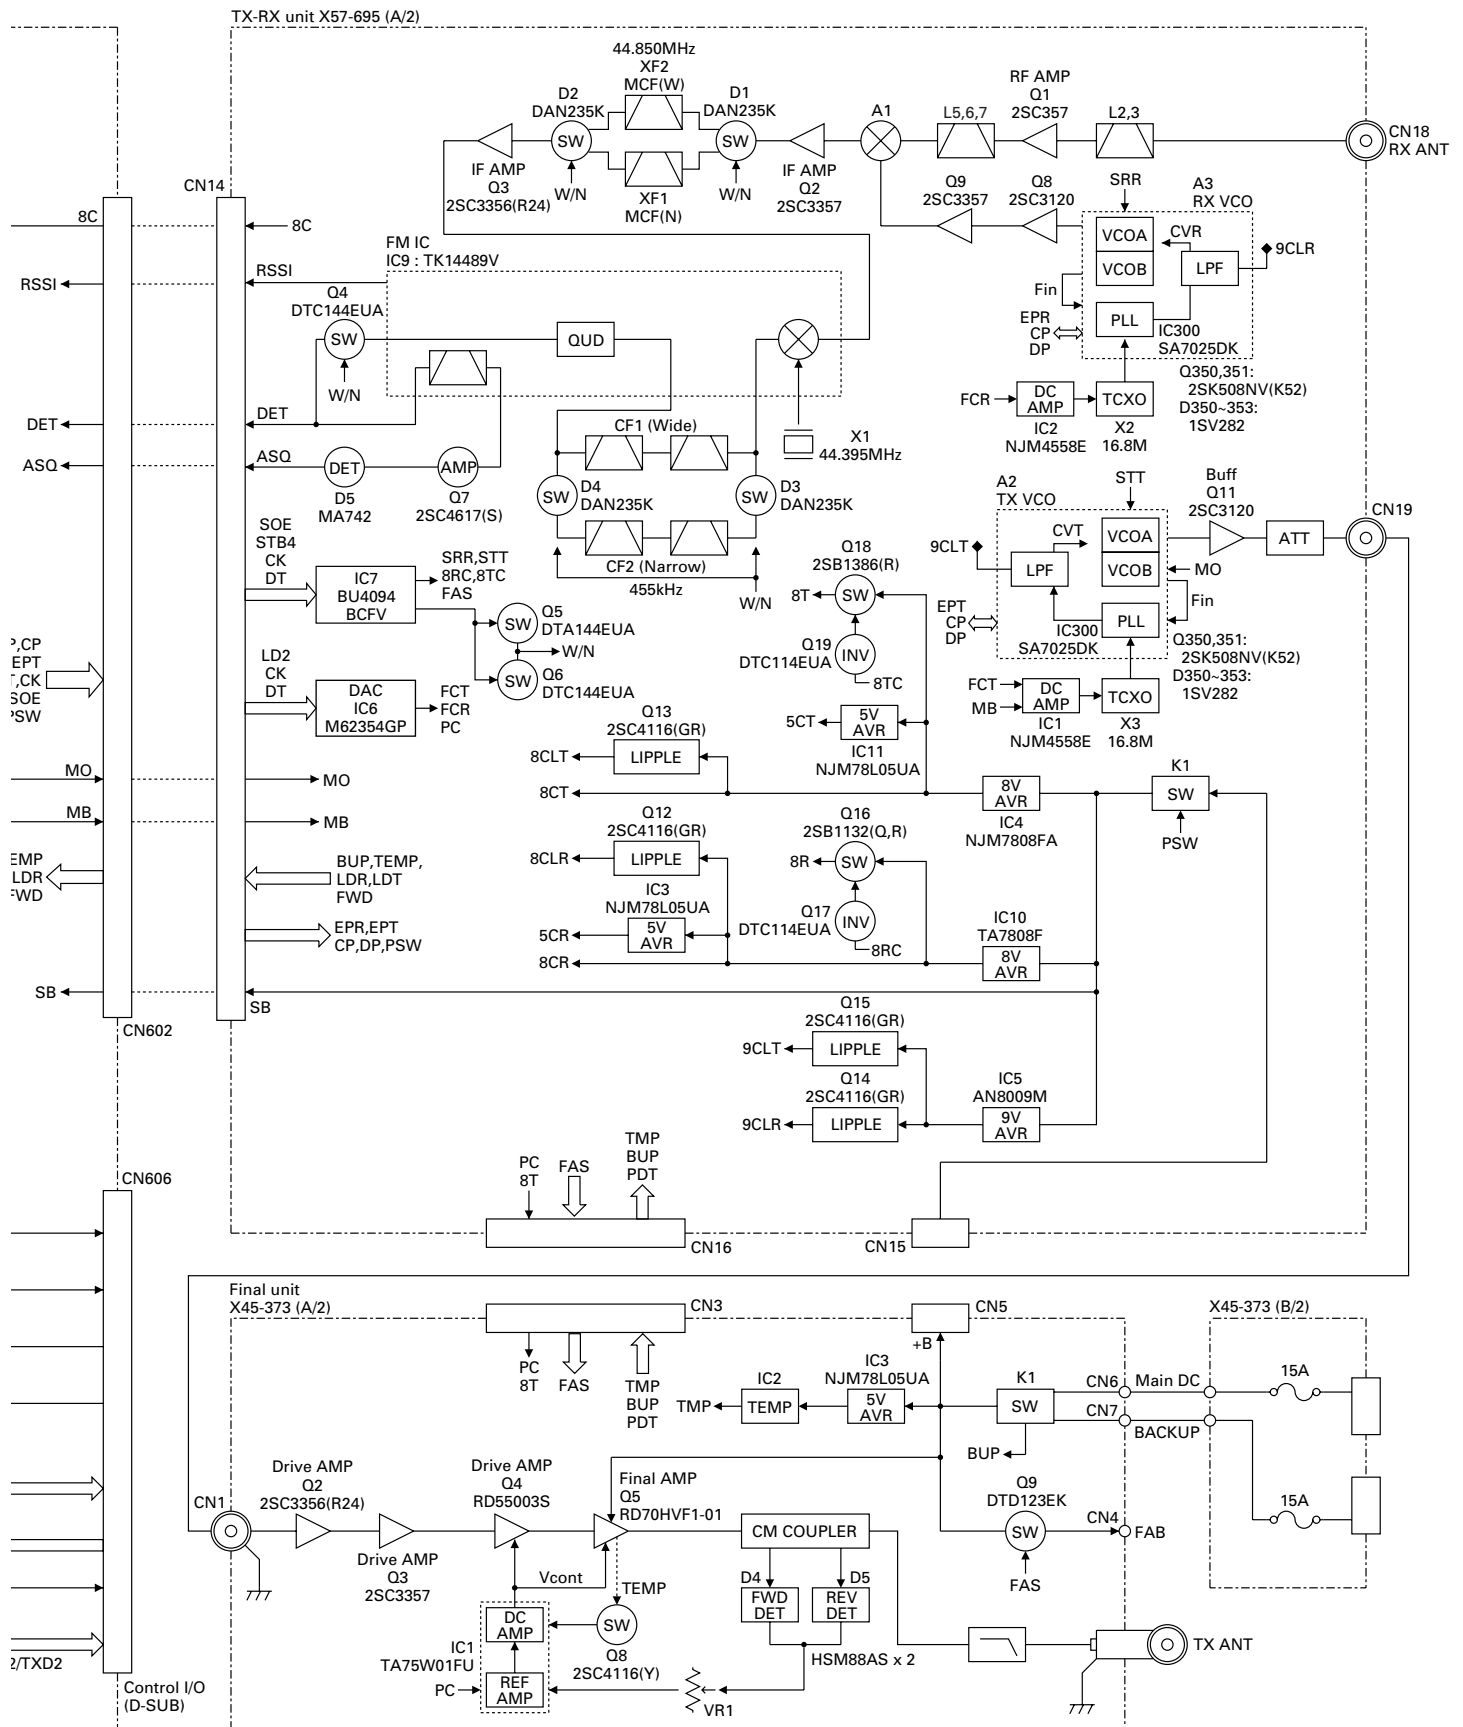 TX-RX unit X57-695 (A/2)
44.850MHz
XF2
MCF(W)
D2
DAN235K
D1
DAN235K
SW
SW
XF1
MCF(N)
W/N
W/N
IF AMP
Q3
2SC3356(R24)
IF AMP
Q2
2SC3357
A1
L5,6,7
RF AMP
Q1
2SC357
L2,3
CN18
RX ANT
Q9
2SC3357
Q8
2SC3120
SRR
A3
RX VCO
VCOA
VCOB
CVR
LPF
9CLR
Fin
PLL
EPR
CP
DP
IC300
SA7025DK
Q350,351:
2SK508NV(K52)
D350~353:
1SV282
FCR
DC
AMP
IC2
NJM4558E
TCXO
X2
16.8M
CN14
8C
8C
RSSI
RSSI
FM IC
IC9 : TK14489V
Q4
DTC144EUA
SW
W/N
QUD
DET
DET
ASQ
ASQ
DET
D5
MA742
AMP
Q7
2SC4617(S)
CF1 (Wide)
X1
44.395MHz
SW
D4
DAN235K
SW
D3
DAN235K
CF2 (Narrow)
455kHz
W/N
SOE
STB4
CK
DT
IC7
BU4094
BCFV
SRR,STT
8RC,8TC
FAS
SW
Q5
DTA144EUA
W/N
SW
Q6
DTC144EUA
LD2
CK
DT
DAC
IC6
M62354GP
FCT
FCR
PC
A2
TX VCO
STT
Buff
Q11
2SC3120
ATT
CN19
9CLT
CVT
LPF
VCOA
VCOB
MO
Fin
EPT
CP
DP
PLL
IC300
SA7025DK
Q350,351:
2SK508NV(K52)
D350~353:
1SV282
FCT
MB
DC
AMP
IC1
NJM4558E
TCXO
X3
16.8M
Q18
2SB1386(R)
8T
SW
Q19
DTC114EUA
INV
8TC
5CT
5V
AVR
IC11
NJM78L05UA
Q13
2SC4116(GR)
8CLT
LIPPLE
8CT
8V
AVR
IC4
NJM7808FA
K1
SW
PSW
P,CP
EPT
T,CK
SOE
PSW
MO
MO
MB
MB
EMP
LDR
FWD
BUP,TEMP,
LDR,LDT
FWD
EPR,EPT
CP,DP,PSW
Q12
2SC4116(GR)
8CLR
LIPPLE
IC3
NJM78L05UA
5CR
5V
AVR
8CR
Q16
2SB1132(Q,R)
8R
SW
Q17
DTC114EUA
INV
8RC
IC10
TA7808F
8V
AVR
SB
SB
CN602
Q15
2SC4116(GR)
9CLT
LIPPLE
Q14
2SC4116(GR)
9CLR
LIPPLE
IC5
AN8009M
9V
AVR
CN606
PC
8T
FAS
TMP
BUP
PDT
CN16
CN15
Final unit
X45-373 (A/2)
CN3
CN5
+B
X45-373 (B/2)
PC
8T
FAS
TMP
BUP
PDT
TMP
IC2
TEMP
IC3
NJM78L05UA
5V
AVR
K1
SW
BUP
CN6
Main DC
15A
CN7
BACKUP
15A
CN1
Drive AMP
Q2
2SC3356(R24)
Drive AMP
Q3
2SC3357
Drive AMP
Q4
RD55003S
Final AMP
Q5
RD70HVF1-01
CM COUPLER
Q9
DTD123EK
SW
FAS
CN4
FAB
Vcont
TEMP
D4
FWD
DET
D5
REV
DET
HSM88AS x 2
DC
AMP
SW
Q8
2SC4116(Y)
IC1
TA75W01FU
PC
REF
AMP
VR1
TX ANT
2/TXD2
Control I/O
(D-SUB)